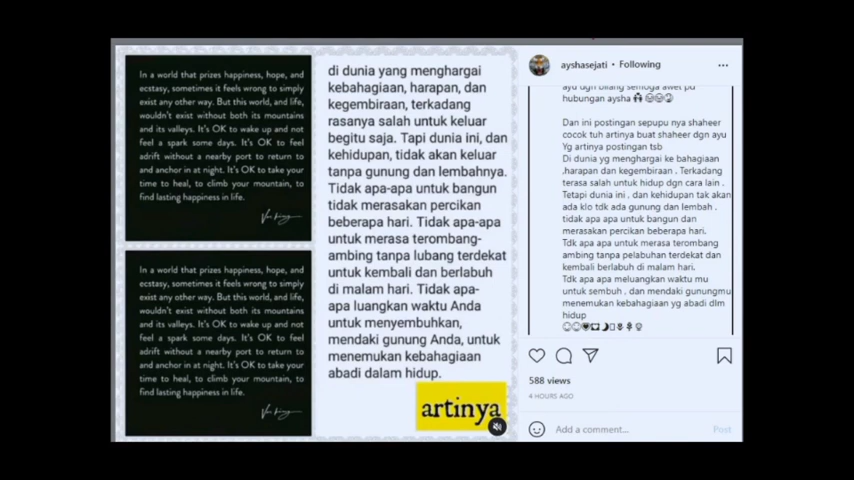 In a world that prizes happiness, hope, and
ecstasy, sometimes it feels wrong to simply
exist any other way. But this world, and life,
wouldn't exist without both its mountains
and its valleys. It's OK to wake up and not
feel a spark some days. It's OK to feel
adrift without a nearby port to return to
and anchor in at night. It's OK to take your
time to heal, to climb your mountain, to
find lasting happiness in life.
In a world that prizes happiness, hope, and
ecstasy, sometimes it feels wrong to simply
exist any other way. But this world, and life,
wouldn't exist without both its mountains
and its valleys. It's OK to wake up and not
feel a spark some days. It's OK to feel
adrift without a nearby port to return to
and anchor in at night. It's OK to take your
time to heal, to climb your mountain, to
find lasting happiness in life.
di dunia yang menghargai
kebahagiaan, harapan, dan
kegembiraan, terkadang
rasanya salah untuk keluar
begitu saja. Tapi dunia ini, dan
kehidupan, tidak akan keluar
tanpa gunung dan lembahnya.
Tidak apa-apa untuk bangun
tidak merasakan percikan
beberapa hari. Tidak apa-apa
untuk merasa terombang-
ambing tanpa lubang terdekat
untuk kembali dan berlabuh
di malam hari. Tidak apa-
apa luangkan waktu Anda
untuk menyembuhkan,
mendaki gunung Anda, untuk
menemukan kebahagiaan
abadi dalam hidup.
artinya
ayshasejati • Following
ayu dgn bilang semoga awet pd
hubungan aysha
Dan ini postingan sepupu nya shaheer
cocok tuh artinya buat shaheer dgn ayu
Yg artinya postingan tsb
Di dunia yg menghargai ke bahagiaan
,harapan dan kegembiraan . Terkadang
terasa salah untuk hidup dgn cara lain .
Tetapi dunia ini , dan kehidupan tak akan
ada klo tdk ada gunung dan lembah .
tidak apa apa untuk bangun dan
merasakan percikan beberapa hari.
Tdk apa apa untuk merasa terombang
ambing tanpa pelabuhan terdekat dan
kembali berlabuh di malam hari.
Tdk apa apa meluangkan waktu mu
untuk sembuh . dan mendaki gunungmu
menemukan kebahagiaan yg abadi dlm
hidup
588 views
4 HOURS AGO
Add a comment...
Post